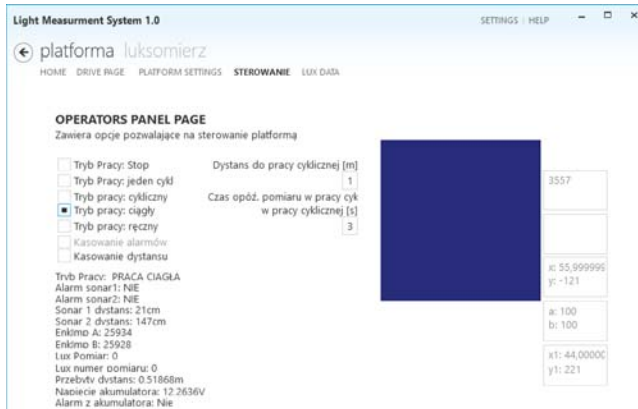 Light Measurment System 1.0
SETTINGS | HELP
platforma luksomierz
HOME DRIVE PAGE PLATFORM SETTINGS STEROWANIE LUX DATA
OPERATORS PANEL PAGE
Zawiera opcje pozwalające na sterowanie platformą
Tryb Pracy: Stop
Tryb Pracy: jeden cykl
Tryb pracy: cykliczny
Tryb pracy: ciągły
Tryb pracy: ręczny
Kasowanie alarmów
Kasowanie dystansu
Dystans do pracy cyklicznej [m]
1
Czas opóź. pomiaru w pracy cyk
w pracy cyklicznej [s]
3
Tryb Pracy: PRACA CIĄGŁA
Alarm sonar1: NIE
Alarm sonar2: NIE
Sonar 1 dystans: 21cm
Sonar 2 dystans: 147cm
EnkImp A: 25934
EnkImp B: 25928
Lux Pomiar: 0
Lux numer pomiaru: 0
Przebyty dystans: 0.51868m
Napięcie akumulatora: 12.2636V
Alarm z akumulatora: Nie
3557
x: 55,999999
y: -121
a: 100
b: 100
x1: 44,0000
y1: 221